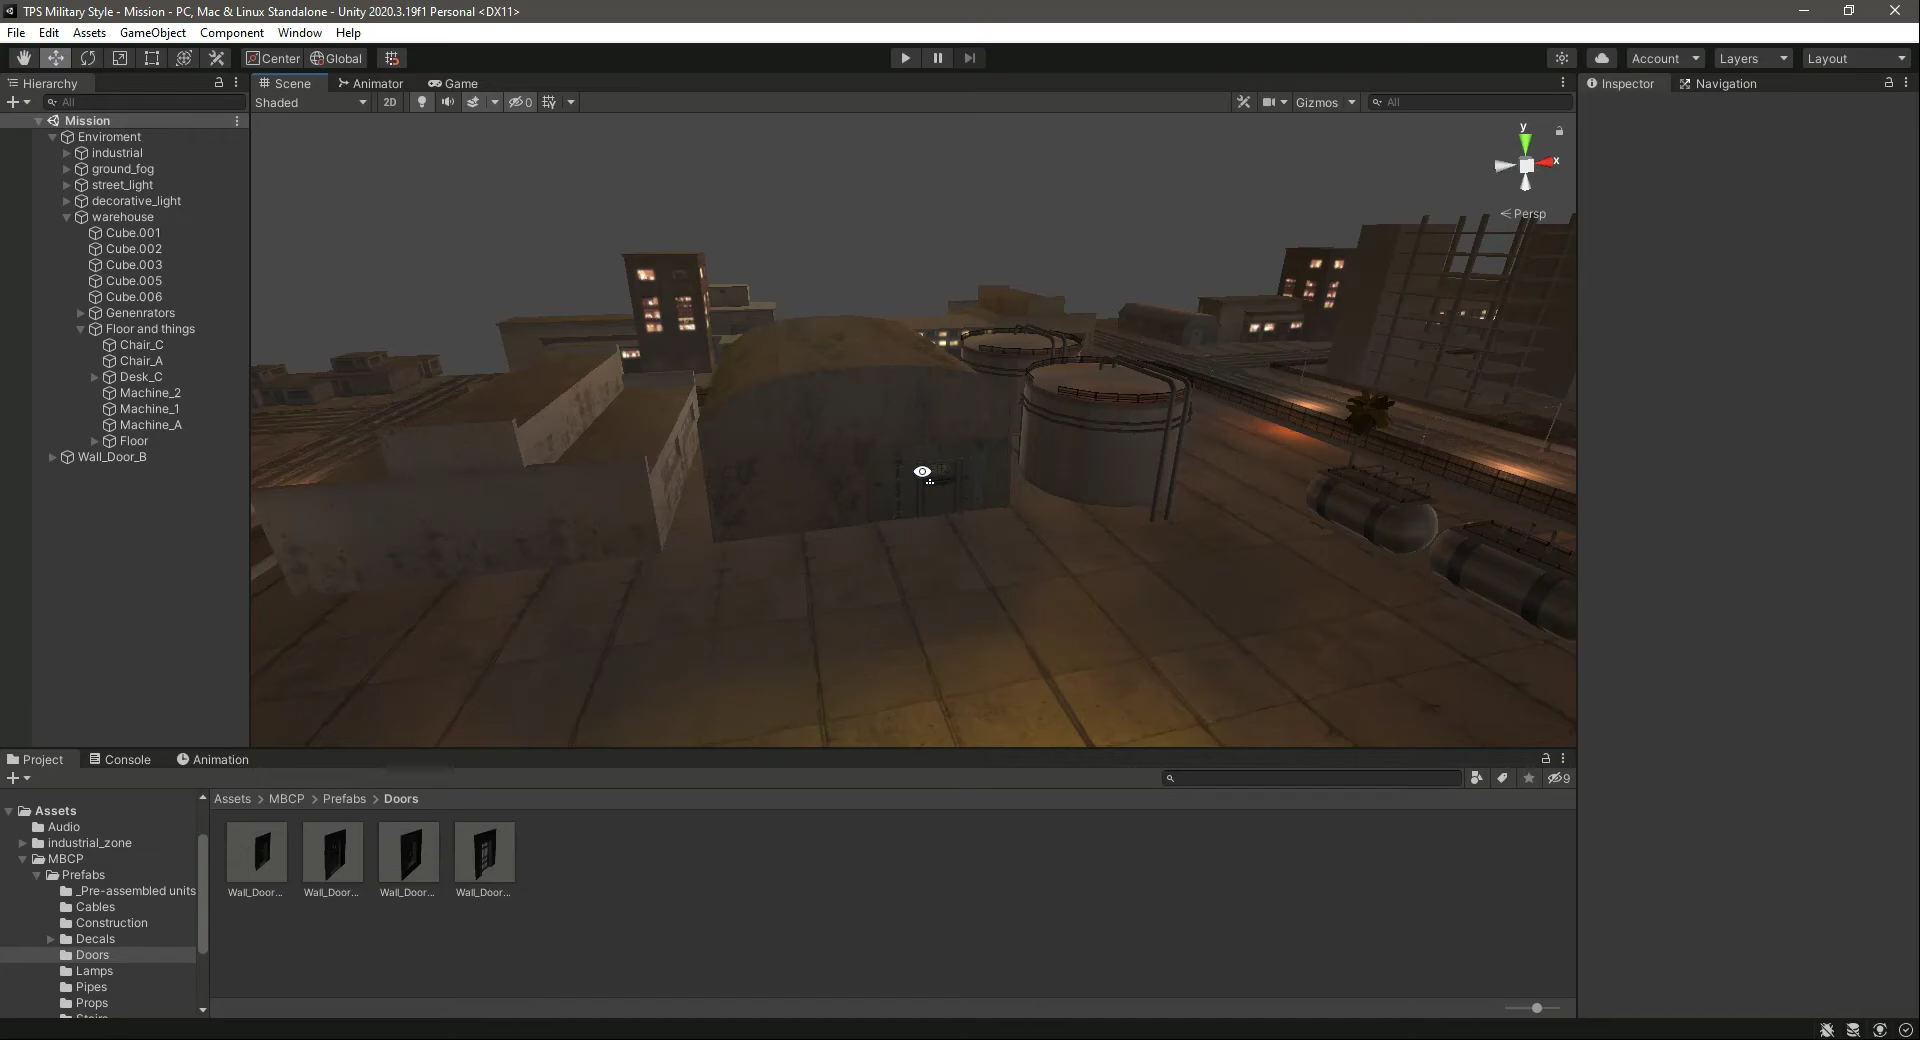 TPS Military Style - Mission - PC, Mac & Linux Standalone - Unity 2020.3.19f1 Personal <DX11>
File Edit Assets GameObject Component Window Help
Center Global Account Layers Layout
Hierarchy
All
Mission
Enviroment
industrial
ground_fog
street_light
decorative_light
warehouse
Cube.001
Cube.002
Cube.003
Cube.005
Cube.006
Genenrators
Floor and things
Chair_C
Chair_A
Desk_C
Machine_2
Machine_1
Machine_A
Floor
Wall_Door_B
Scene Animator Game
Shaded 2D 0 Gizmos All
y
x
Persp
Inspector Navigation
Project Console Animation
9
Assets
Audio
industrial_zone
MBCP
Prefabs
_Pre-assembled units
Cables
Construction
Decals
Doors
Lamps
Pipes
Props
Assets > MBCP > Prefabs > Doors
Wall_Door... Wall_Door... Wall_Door... Wall_Door...